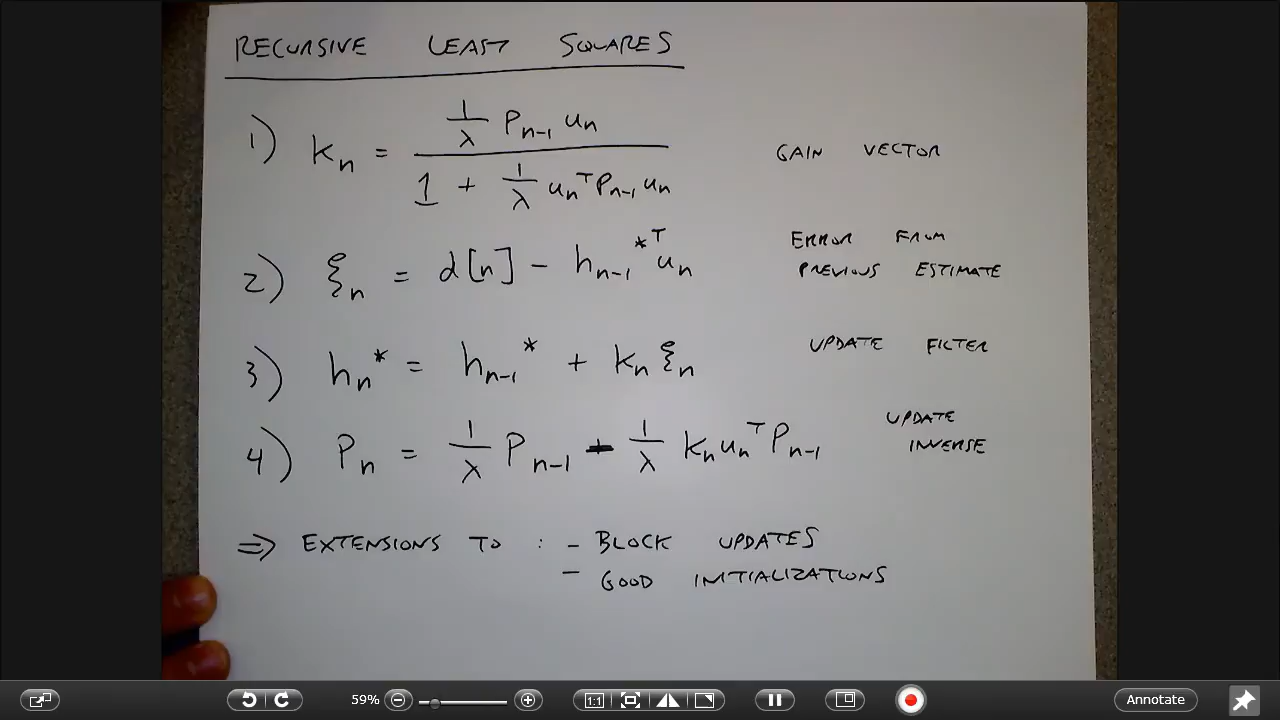 RECURSIVE LEAST SQUARES
1) kₙ = (1/λ Pₙ₋₁ uₙ) / (1 + 1/λ uₙᵀ Pₙ₋₁ uₙ) GAIN VECTOR
2) ξₙ = d[n] - hₙ₋₁*ᵀ uₙ ERROR FROM
PREVIOUS ESTIMATE
3) hₙ* = hₙ₋₁* + kₙ ξₙ UPDATE FILTER
4) Pₙ = 1/λ Pₙ₋₁ - 1/λ kₙ uₙᵀ Pₙ₋₁ UPDATE
INVERSE
⇒ EXTENSIONS TO : - BLOCK UPDATES
- GOOD INITIALIZATIONS
59% 1:1 Annotate